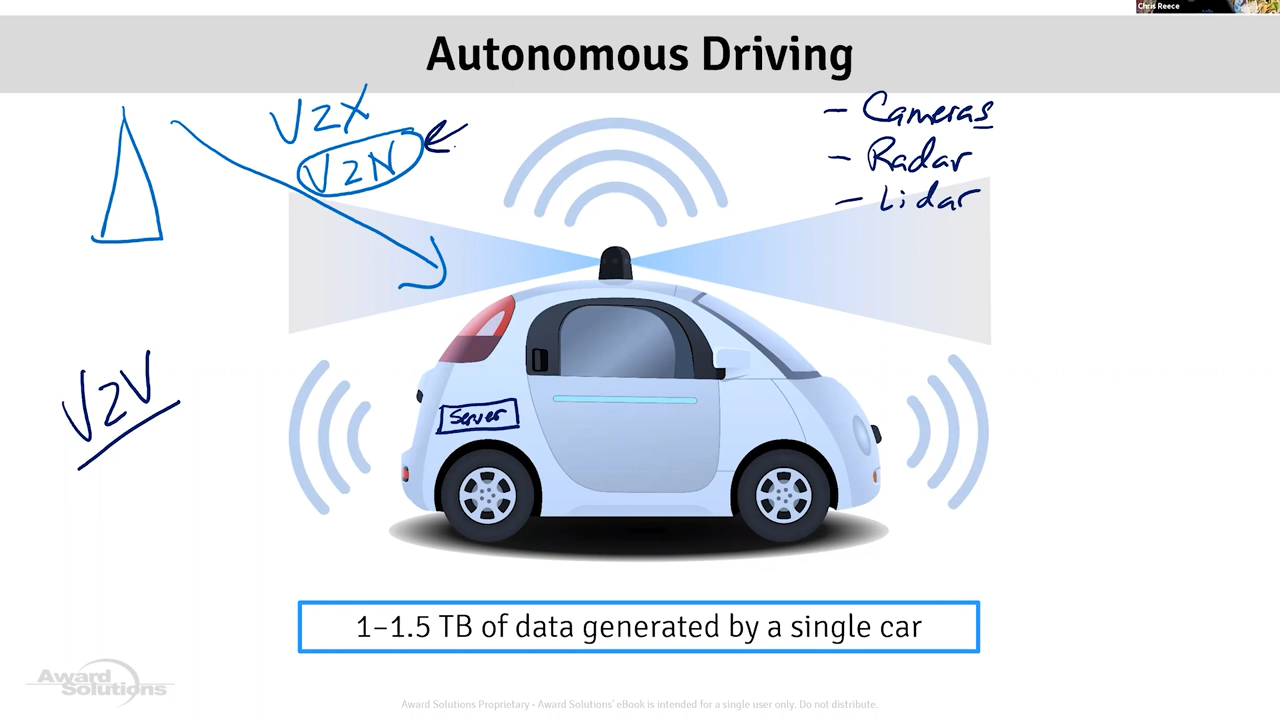 Chris Reece
Autonomous Driving
V2X
V2N
- Cameras
- Radar
- Lidar
V2V
Server
1–1.5 TB of data generated by a single car
Award
Solutions
Award Solutions Proprietary - Award Solutions' eBook is intended for a single user only. Do not distribute.